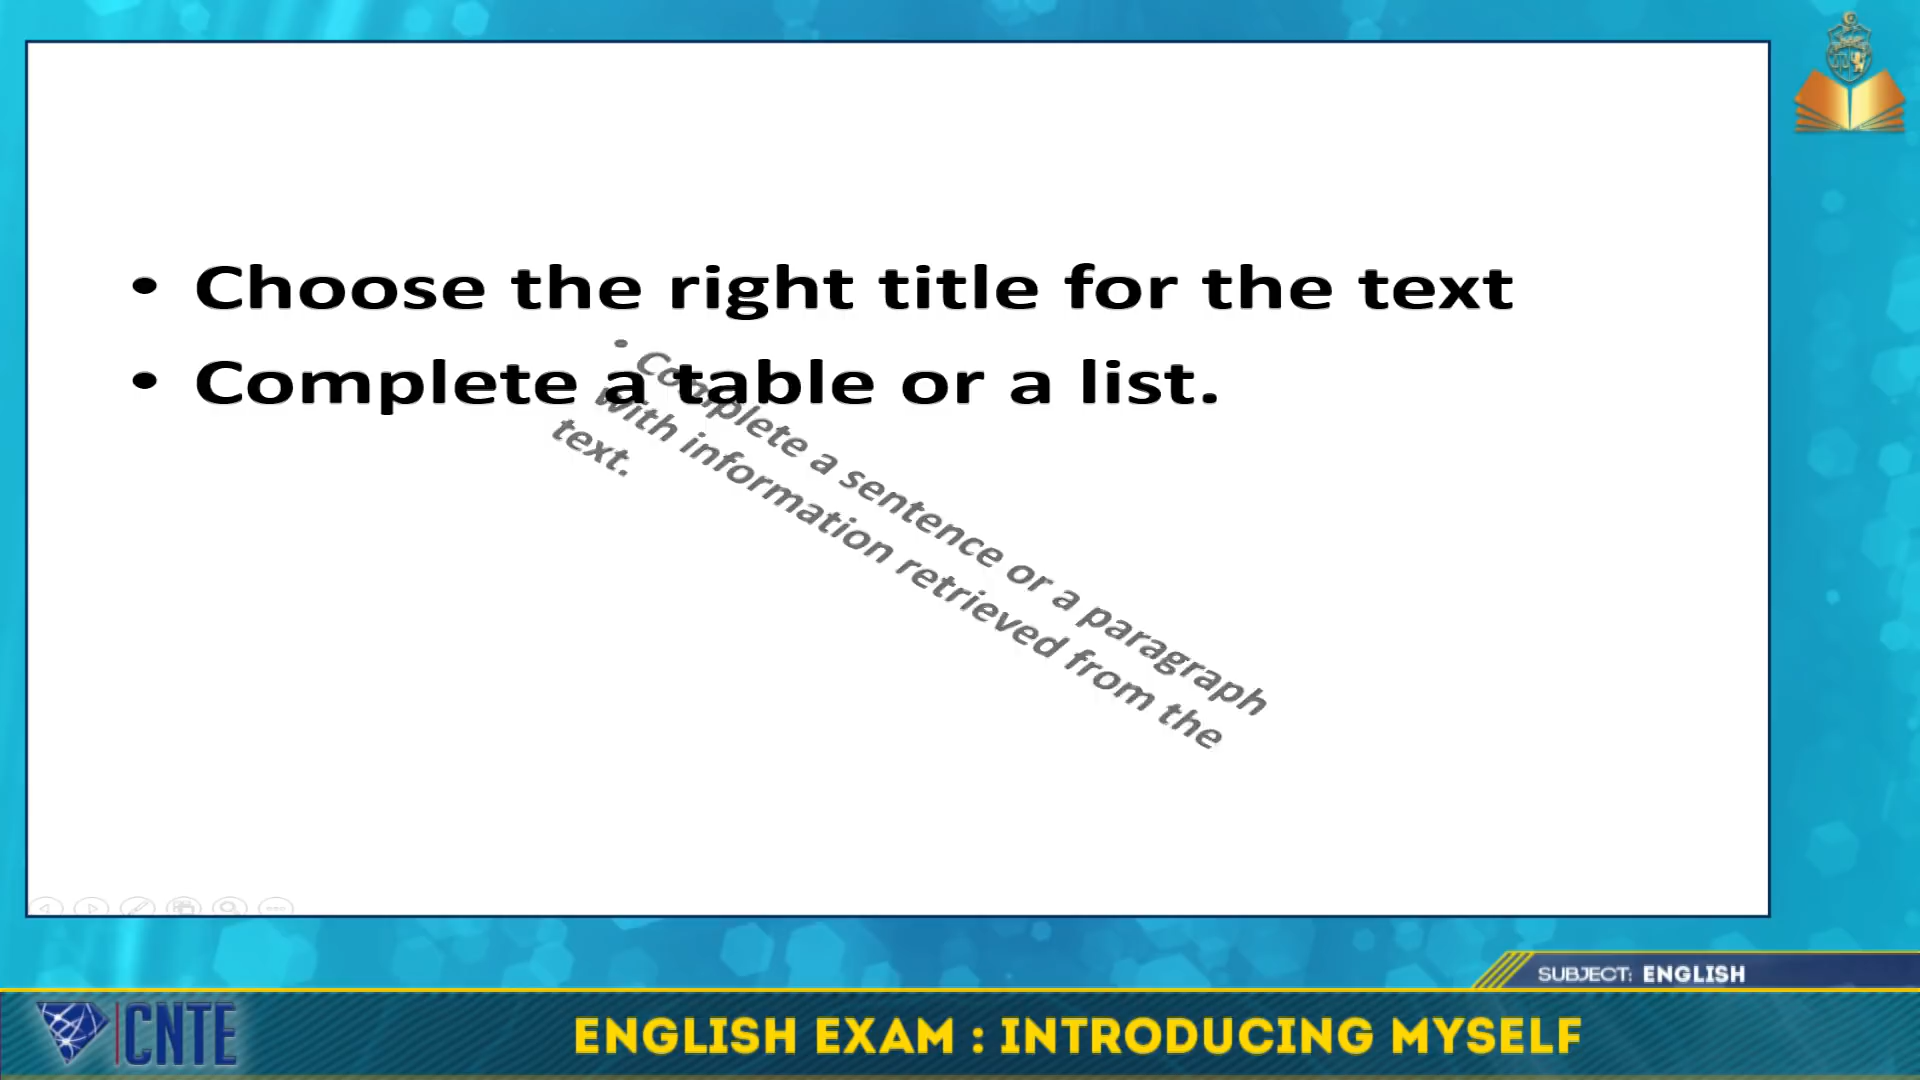 • Choose the right title for the text
• Complete a table or a list.
• Complete a sentence or a paragraph
with information retrieved from the
text.
SUBJECT: ENGLISH
CNTE
ENGLISH EXAM : INTRODUCING MYSELF